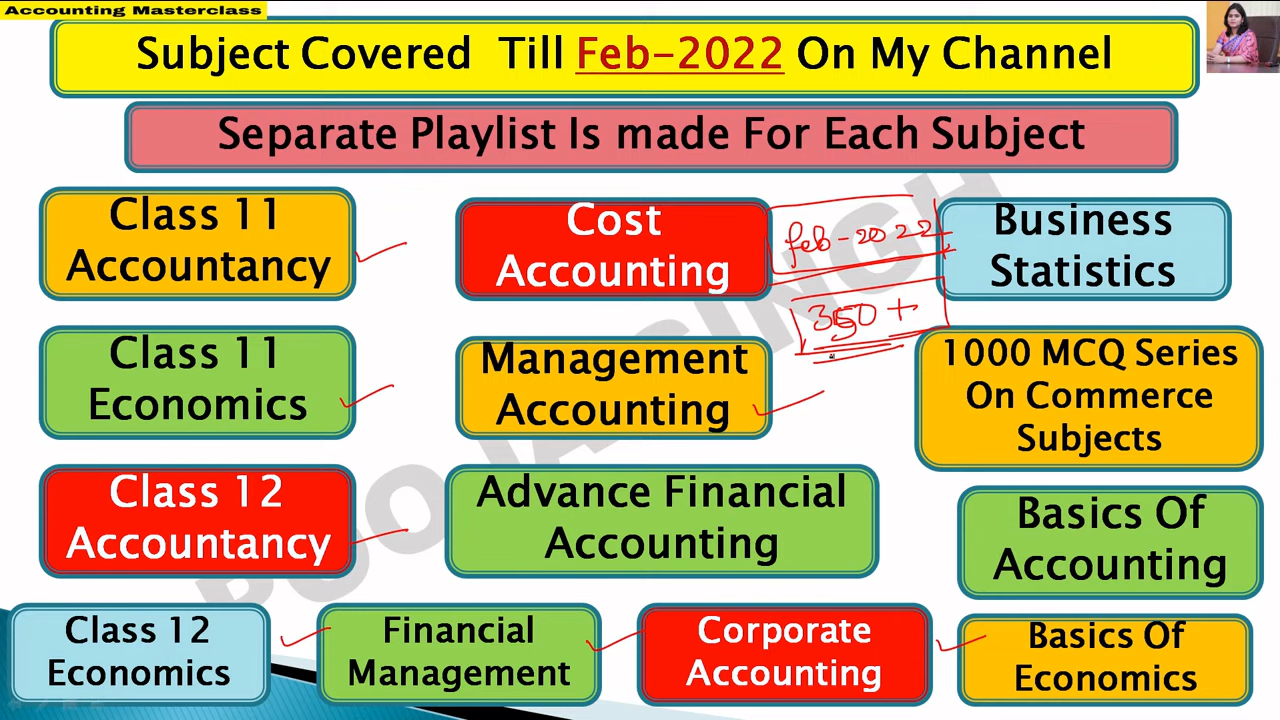 Accounting Masterclass
Subject Covered Till Feb-2022 On My Channel
Separate Playlist Is made For Each Subject
Class 11
Accountancy
Cost
Accounting
feb-2022
Business
Statistics
350 +
Class 11
Economics
Management
Accounting
1000 MCQ Series
On Commerce
Subjects
Class 12
Accountancy
Advance Financial
Accounting
Basics Of
Accounting
Class 12
Economics
Financial
Management
Corporate
Accounting
Basics Of
Economics
POOJA SINGH